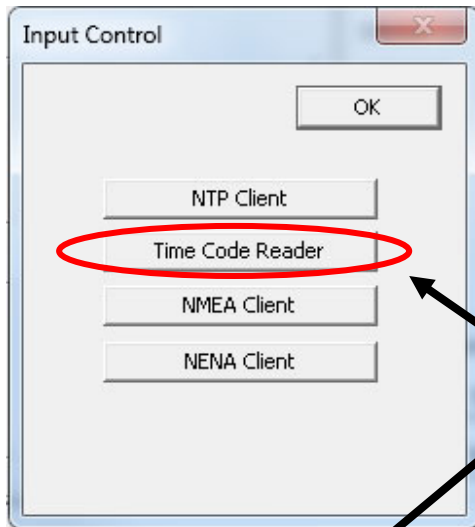 Input Control
OK
NTP Client
Time Code Reader
NMEA Client
NENA Client